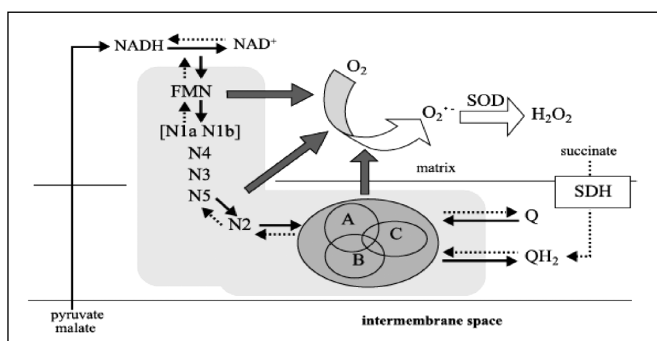 NADH NAD⁺
O₂
FMN
O₂˙⁻ SOD H₂O₂
[N1a N1b]
N4
succinate
matrix
N3
SDH
N5
A
Q
N2
C
B
QH₂
pyruvate
malate
intermembrane space